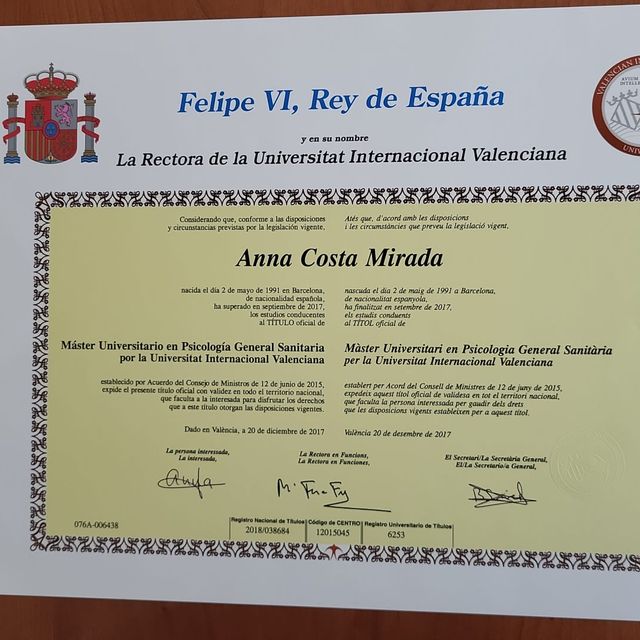 Felipe VI, Rey de España
y en su nombre
La Rectora de la Universitat Internacional Valenciana
VALENCIAN IN
AVIUM
INTELLE
UNIV
Considerando que, conforme a las disposiciones
y circunstancias previstas por la legislación vigente,
Atés que, d'acord amb les disposicions
i les circumstàncies que preveu la legislació vigent,
Anna Costa Mirada
nacida el día 2 de mayo de 1991 en Barcelona,
de nacionalidad española,
ha superado en septiembre de 2017,
los estudios conducentes
al TÍTULO oficial de
nascuda el dia 2 de maig de 1991 a Barcelona,
de nacionalitat espanyola,
ha finalitzat en setembre de 2017,
els estudis conduents
al TÍTOL oficial de
Máster Universitario en Psicología General Sanitaria
por la Universitat Internacional Valenciana
Màster Universitari en Psicologia General Sanitària
per la Universitat Internacional Valenciana
establecido por Acuerdo del Consejo de Ministros de 12 de junio de 2015,
expide el presente título oficial con validez en todo el territorio nacional,
que faculta a la interesada para disfrutar los derechos
que a este título otorgan las disposiciones vigentes.
establert per Acord del Consell de Ministres de 12 de juny de 2015,
expedeix aquest títol oficial de validesa en tot el territori nacional,
que faculta la persona interessada per gaudir dels drets
que les disposicions vigents estableixen per a aquest títol.
Dado en València, a 20 de diciembre de 2017
València 20 de desembre de 2017
La persona interessada,
La interesada,
La Rectora en Funcions,
La Rectora en Funciones,
El Secretari/La Secretària General,
El/La Secretario/a General,
076A-006438
Registro Nacional de Títulos
2018/038684
Código de CENTRO
12015045
Registro Universitario de Títulos
6253